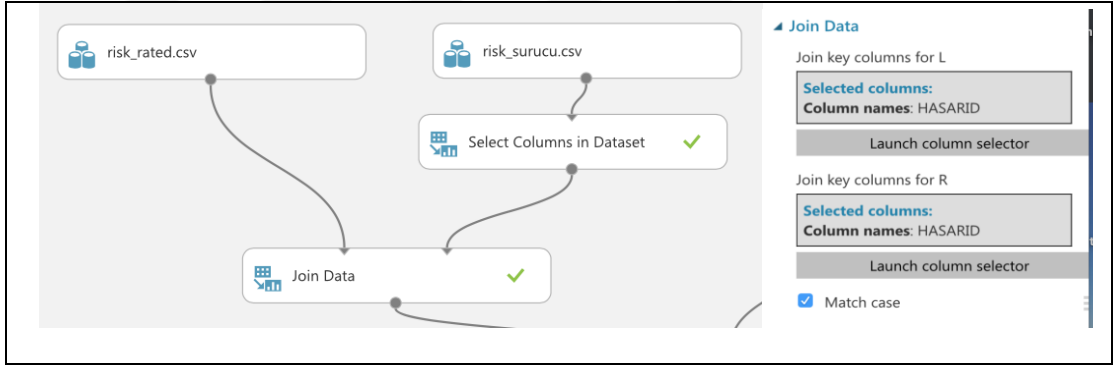 risk_rated.csv
risk_surucu.csv
Select Columns in Dataset
Join Data
Join Data
Join key columns for L
Selected columns:
Column names: HASARID
Launch column selector
Join key columns for R
Selected columns:
Column names: HASARID
Launch column selector
Match case